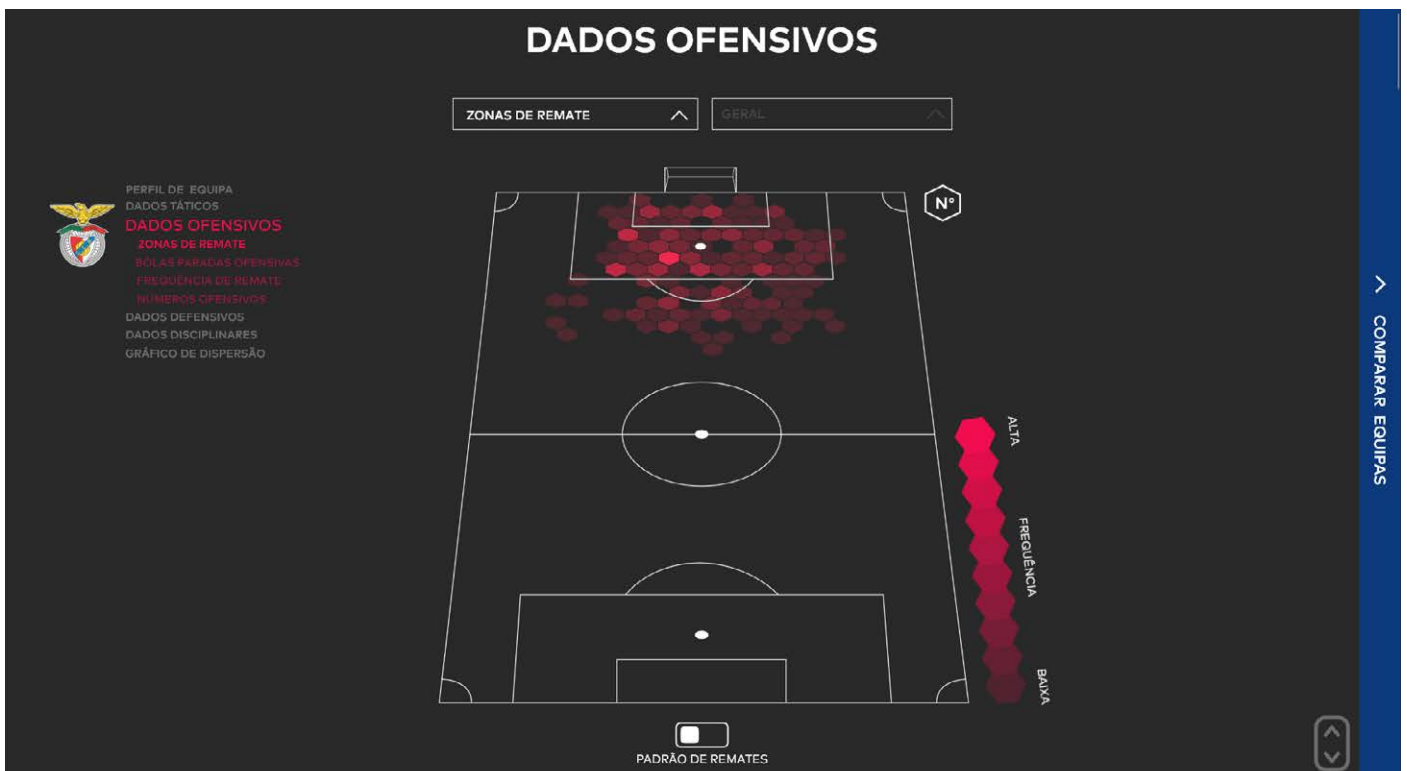 DADOS OFENSIVOS
ZONAS DE REMATE
GERAL
PERFIL DE EQUIPA
DADOS TÁTICOS
DADOS OFENSIVOS
ZONAS DE REMATE
BOLAS PARADAS OFENSIVAS
FREQUÊNCIA DE REMATE
NÚMEROS OFENSIVOS
DADOS DEFENSIVOS
DADOS DISCIPLINARES
GRÁFICO DE DISPERSÃO
Nº
ALTA
FREQUÊNCIA
BAIXA
PADRÃO DE REMATES
COMPARAR EQUIPAS